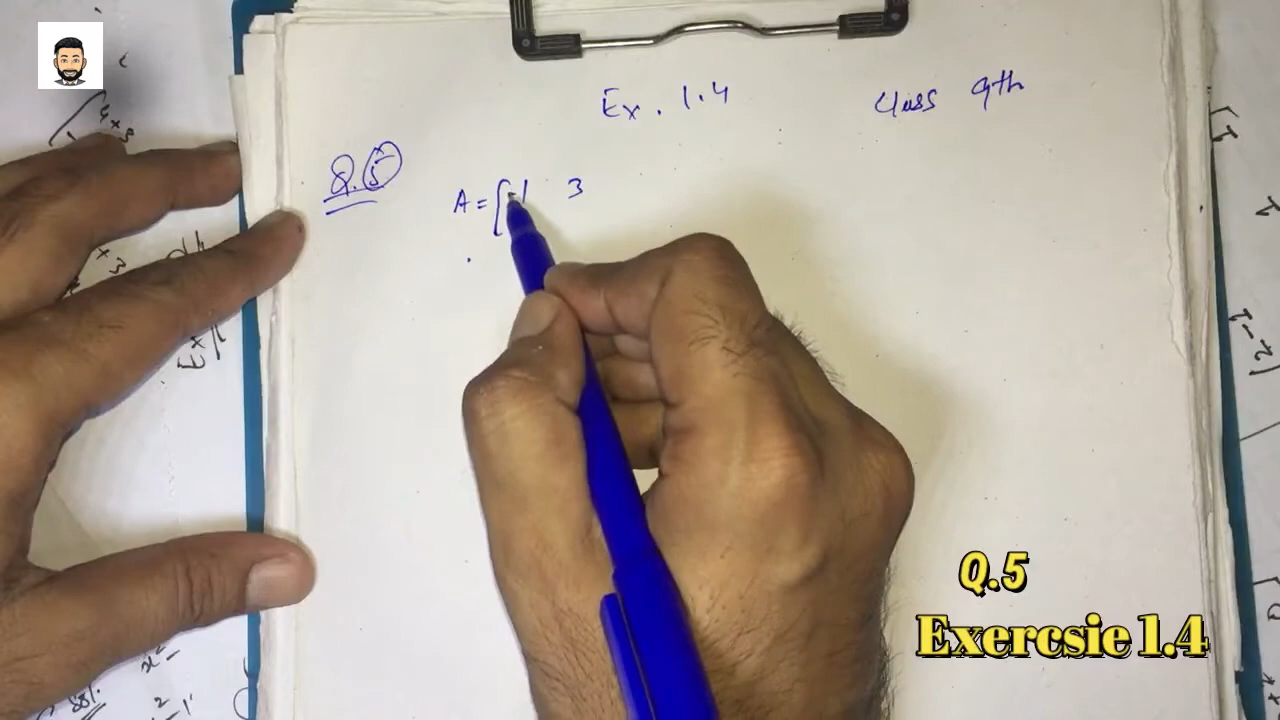 Ex. 1.4 Class 9th
Q.5
A = [-1 3
Q.5
Exercsie 1.4